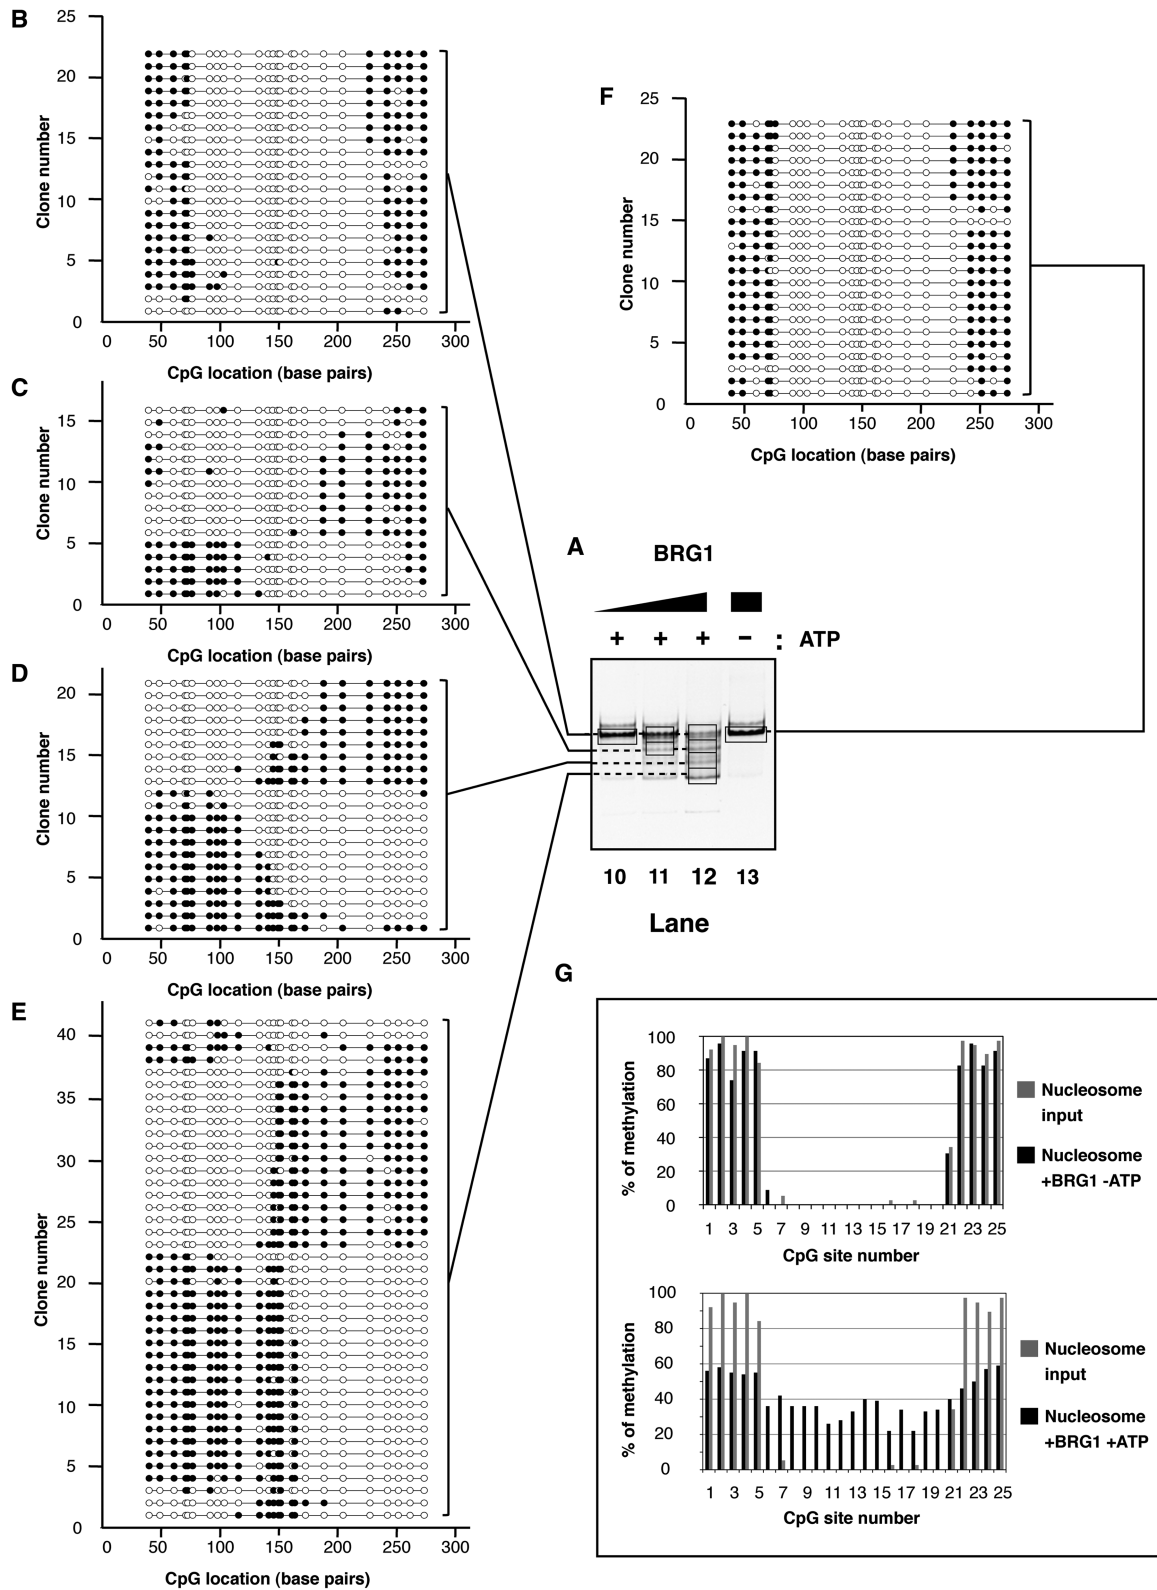 B
25
20
15
10
5
0
Clone number
0 50 100 150 200 250 300
CpG location (base pairs)
C
15
10
5
0
Clone number
0 50 100 150 200 250 300
CpG location (base pairs)
D
20
15
10
5
0
Clone number
0 50 100 150 200 250 300
CpG location (base pairs)
E
40
35
30
25
20
15
10
5
0
Clone number
0 50 100 150 200 250 300
CpG location (base pairs)
F
25
20
15
10
5
0
Clone number
0 50 100 150 200 250 300
CpG location (base pairs)
A
BRG1
+ + + − : ATP
10 11 12 13
Lane
G
100
80
60
40
20
0
% of methylation
1 3 5 7 9 11 13 15 17 19 21 23 25
CpG site number
Nucleosome
input
Nucleosome
+BRG1 -ATP
100
80
60
40
20
0
% of methylation
1 3 5 7 9 11 13 15 17 19 21 23 25
CpG site number
Nucleosome
input
Nucleosome
+BRG1 +ATP